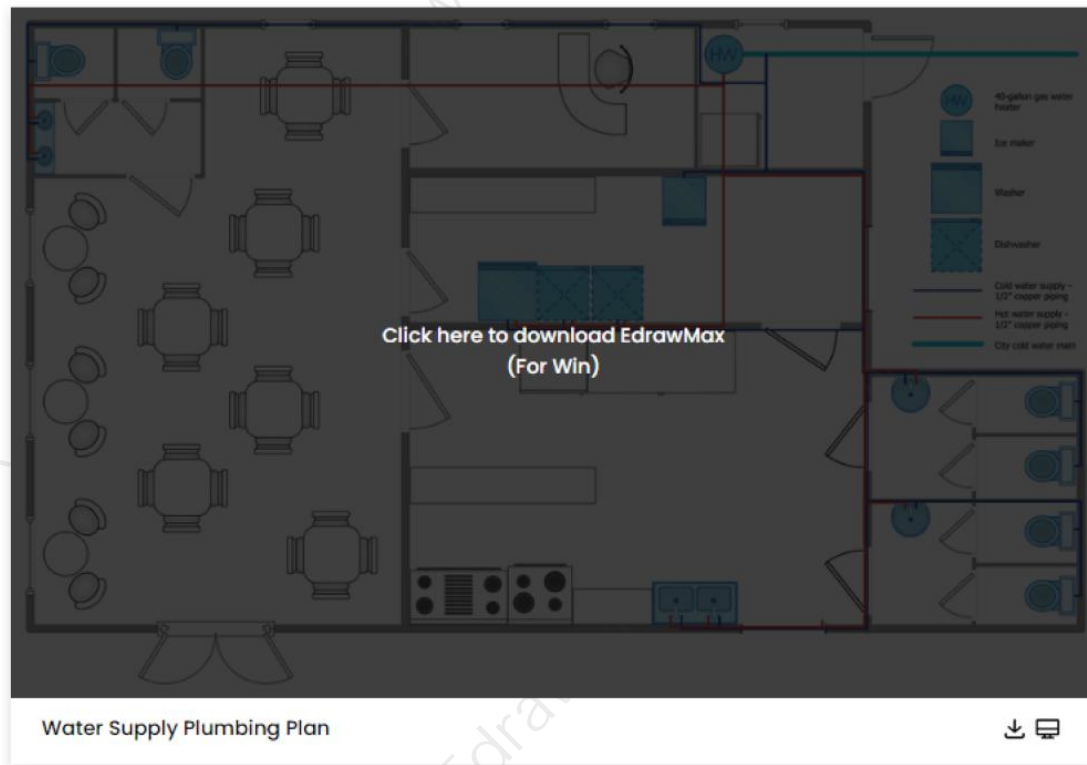 HW
HW
40-gallon gas water
heater
Ice maker
Washer
Dishwasher
Cold water supply -
1/2" copper piping
Hot water supply -
1/2" copper piping
City cold water main
Click here to download EdrawMax
(For Win)
Water Supply Plumbing Plan
Edraw